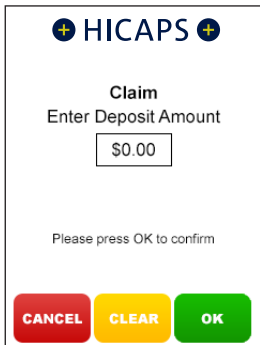 HICAPS
Claim
Enter Deposit Amount
$0.00
Please press OK to confirm
CANCEL CLEAR OK